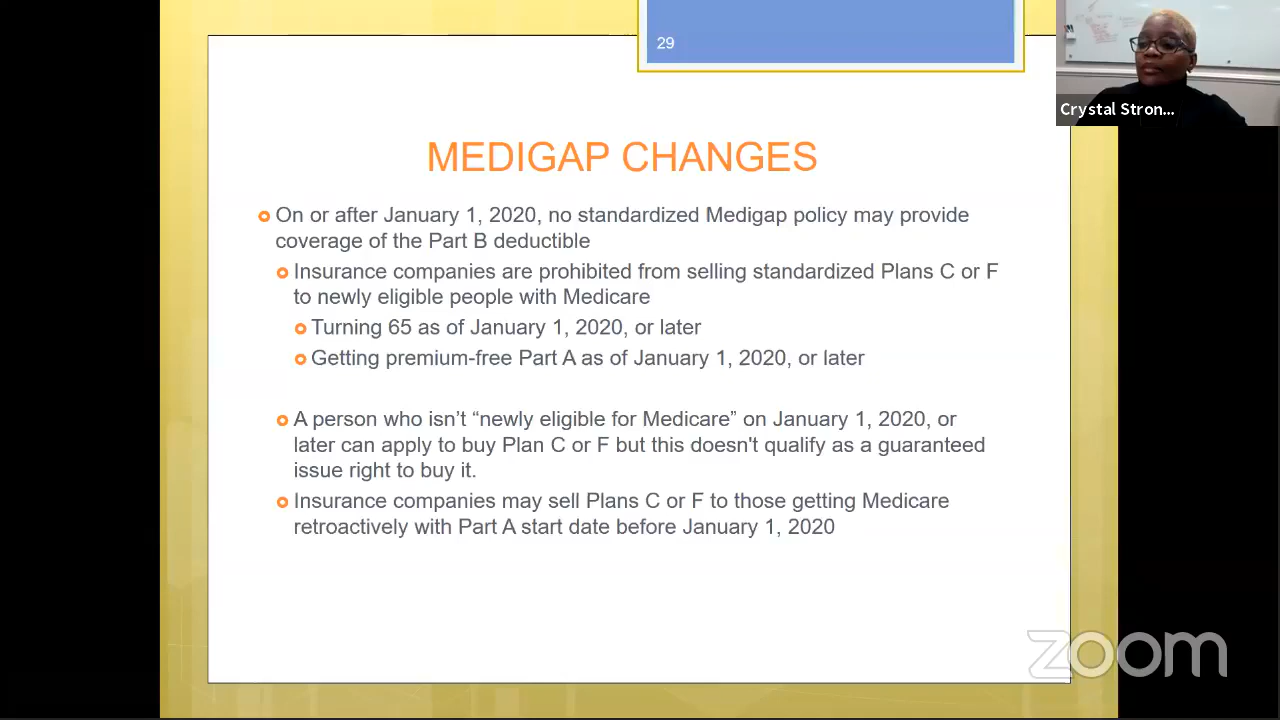 29
Crystal Stron...
MEDIGAP CHANGES
On or after January 1, 2020, no standardized Medigap policy may provide
coverage of the Part B deductible
Insurance companies are prohibited from selling standardized Plans C or F
to newly eligible people with Medicare
Turning 65 as of January 1, 2020, or later
Getting premium-free Part A as of January 1, 2020, or later
A person who isn’t “newly eligible for Medicare” on January 1, 2020, or
later can apply to buy Plan C or F but this doesn't qualify as a guaranteed
issue right to buy it.
Insurance companies may sell Plans C or F to those getting Medicare
retroactively with Part A start date before January 1, 2020
zoom